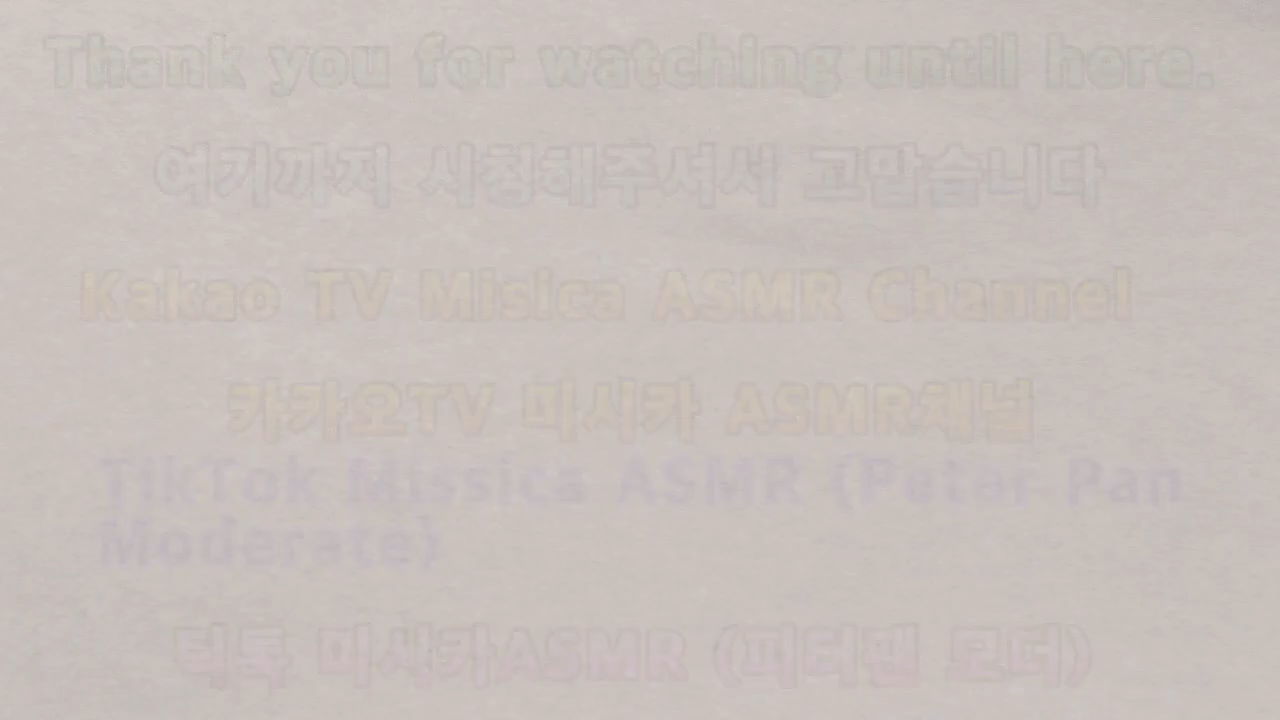 Thank you for watching until here.
여기까지 시청해주셔서 고맙습니다
Kakao TV Misica ASMR Channel
카카오TV 미시카 ASMR채널
TikTok Missica ASMR (Peter Pan
Moderate)
터톡 미시카ASMR (피터팬 모더)